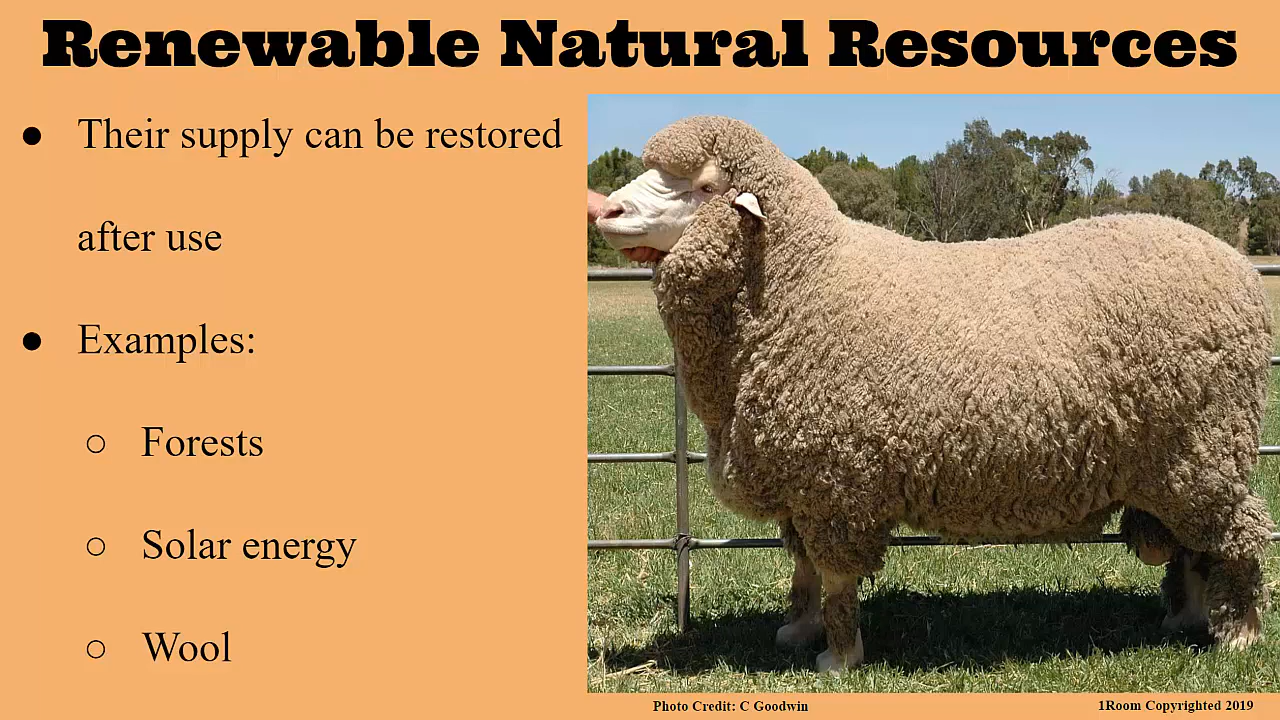 Renewable Natural Resources
● Their supply can be restored
after use
● Examples:
○ Forests
○ Solar energy
○ Wool
Photo Credit: C Goodwin
1Room Copyrighted 2019